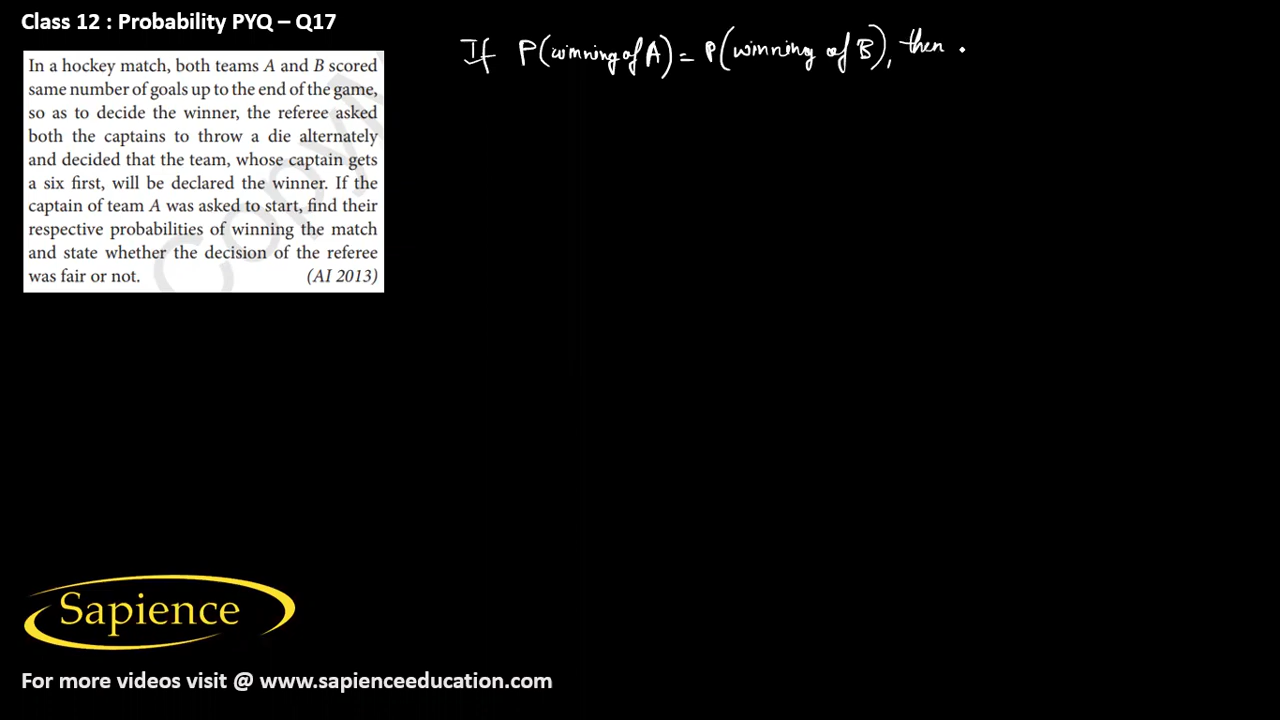 Class 12 : Probability PYQ – Q17
If P(winning of A) = P(winning of B), then .
In a hockey match, both teams A and B scored
same number of goals up to the end of the game,
so as to decide the winner, the referee asked
both the captains to throw a die alternately
and decided that the team, whose captain gets
a six first, will be declared the winner. If the
captain of team A was asked to start, find their
respective probabilities of winning the match
and state whether the decision of the referee
was fair or not. (AI 2013)
Sapience
For more videos visit @ www.sapienceeducation.com